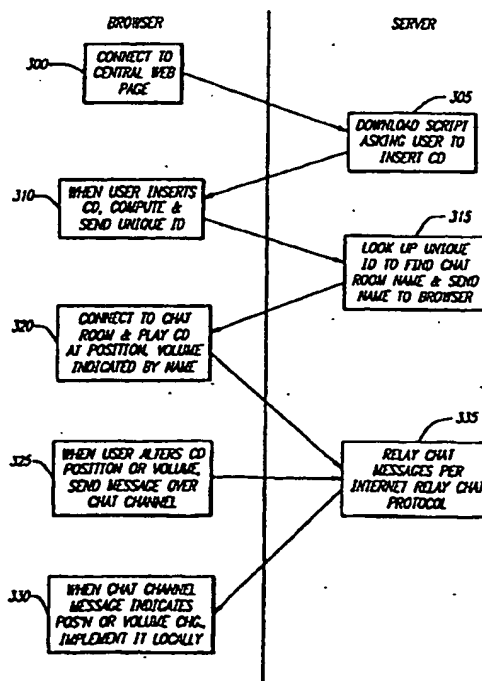 BROWSER
SERVER
300
CONNECT TO
CENTRAL WEB
PAGE
305
DOWNLOAD SCRIPT
ASKING USER TO
INSERT CD
310
WHEN USER INSERTS
CD, COMPUTE &
SEND UNIQUE ID
315
LOOK UP UNIQUE
ID TO FIND CHAT
ROOM NAME & SEND
NAME TO BROWSER
320
CONNECT TO CHAT
ROOM & PLAY CD
AT POSITION, VOLUME
INDICATED BY NAME
325
WHEN USER ALTERS CD
POSITION OR VOLUME,
SEND MESSAGE OVER
CHAT CHANNEL
335
RELAY CHAT
MESSAGES PER
INTERNET RELAY CHAT
PROTOCOL
330
WHEN CHAT CHANNEL
MESSAGE INDICATES
POS'N OR VOLUME CHG.,
IMPLEMENT IT LOCALLY